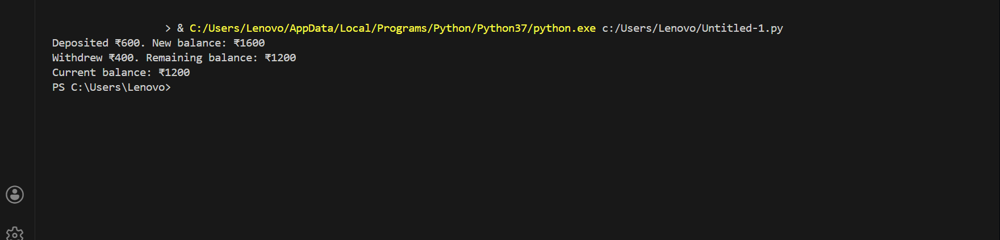 > & C:/Users/Lenovo/AppData/Local/Programs/Python/Python37/python.exe c:/Users/Lenovo/Untitled-1.py
Deposited ₹600. New balance: ₹1600
Withdrew ₹400. Remaining balance: ₹1200
Current balance: ₹1200
PS C:\Users\Lenovo>